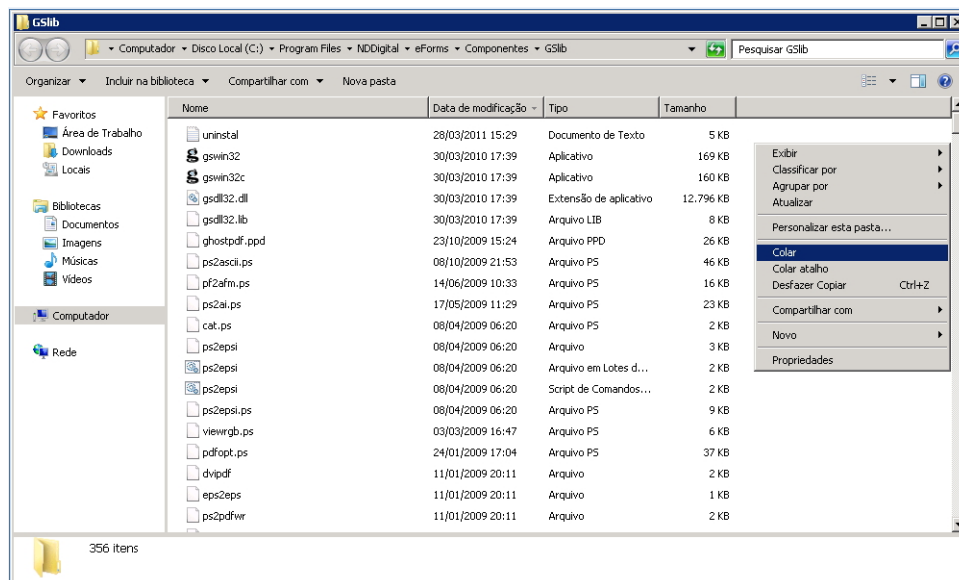 GSlib
Computador Disco Local (C:) Program Files NDDigital eForms Componentes GSlib
Pesquisar GSlib
Organizar Incluir na biblioteca Compartilhar com Nova pasta
Favoritos
Área de Trabalho
Downloads
Locais
Bibliotecas
Documentos
Imagens
Músicas
Vídeos
Computador
Rede
Nome Data de modificação Tipo Tamanho
uninstal 28/03/2011 15:29 Documento de Texto 5 KB
gswin32 30/03/2010 17:39 Aplicativo 169 KB
gswin32c 30/03/2010 17:39 Aplicativo 160 KB
gsdll32.dll 30/03/2010 17:39 Extensão de aplicativo 12.796 KB
gsdll32.lib 30/03/2010 17:39 Arquivo LIB 8 KB
ghostpdf.ppd 23/10/2009 15:24 Arquivo PPD 26 KB
ps2ascii.ps 08/10/2009 21:53 Arquivo PS 46 KB
pf2afm.ps 14/06/2009 10:33 Arquivo PS 16 KB
ps2ai.ps 17/05/2009 11:29 Arquivo PS 23 KB
cat.ps 08/04/2009 06:20 Arquivo PS 2 KB
ps2epsi 08/04/2009 06:20 Arquivo 3 KB
ps2epsi 08/04/2009 06:20 Arquivo em Lotes d... 2 KB
ps2epsi 08/04/2009 06:20 Script de Comandos... 2 KB
ps2epsi.ps 08/04/2009 06:20 Arquivo PS 9 KB
viewrgb.ps 03/03/2009 16:47 Arquivo PS 6 KB
pdfopt.ps 24/01/2009 17:04 Arquivo PS 37 KB
dvipdf 11/01/2009 20:11 Arquivo 2 KB
eps2eps 11/01/2009 20:11 Arquivo 1 KB
ps2pdfwr 11/01/2009 20:11 Arquivo 2 KB
Exibir
Classificar por
Agrupar por
Atualizar
Personalizar esta pasta...
Colar
Colar atalho
Desfazer Copiar Ctrl+Z
Compartilhar com
Novo
Propriedades
356 itens